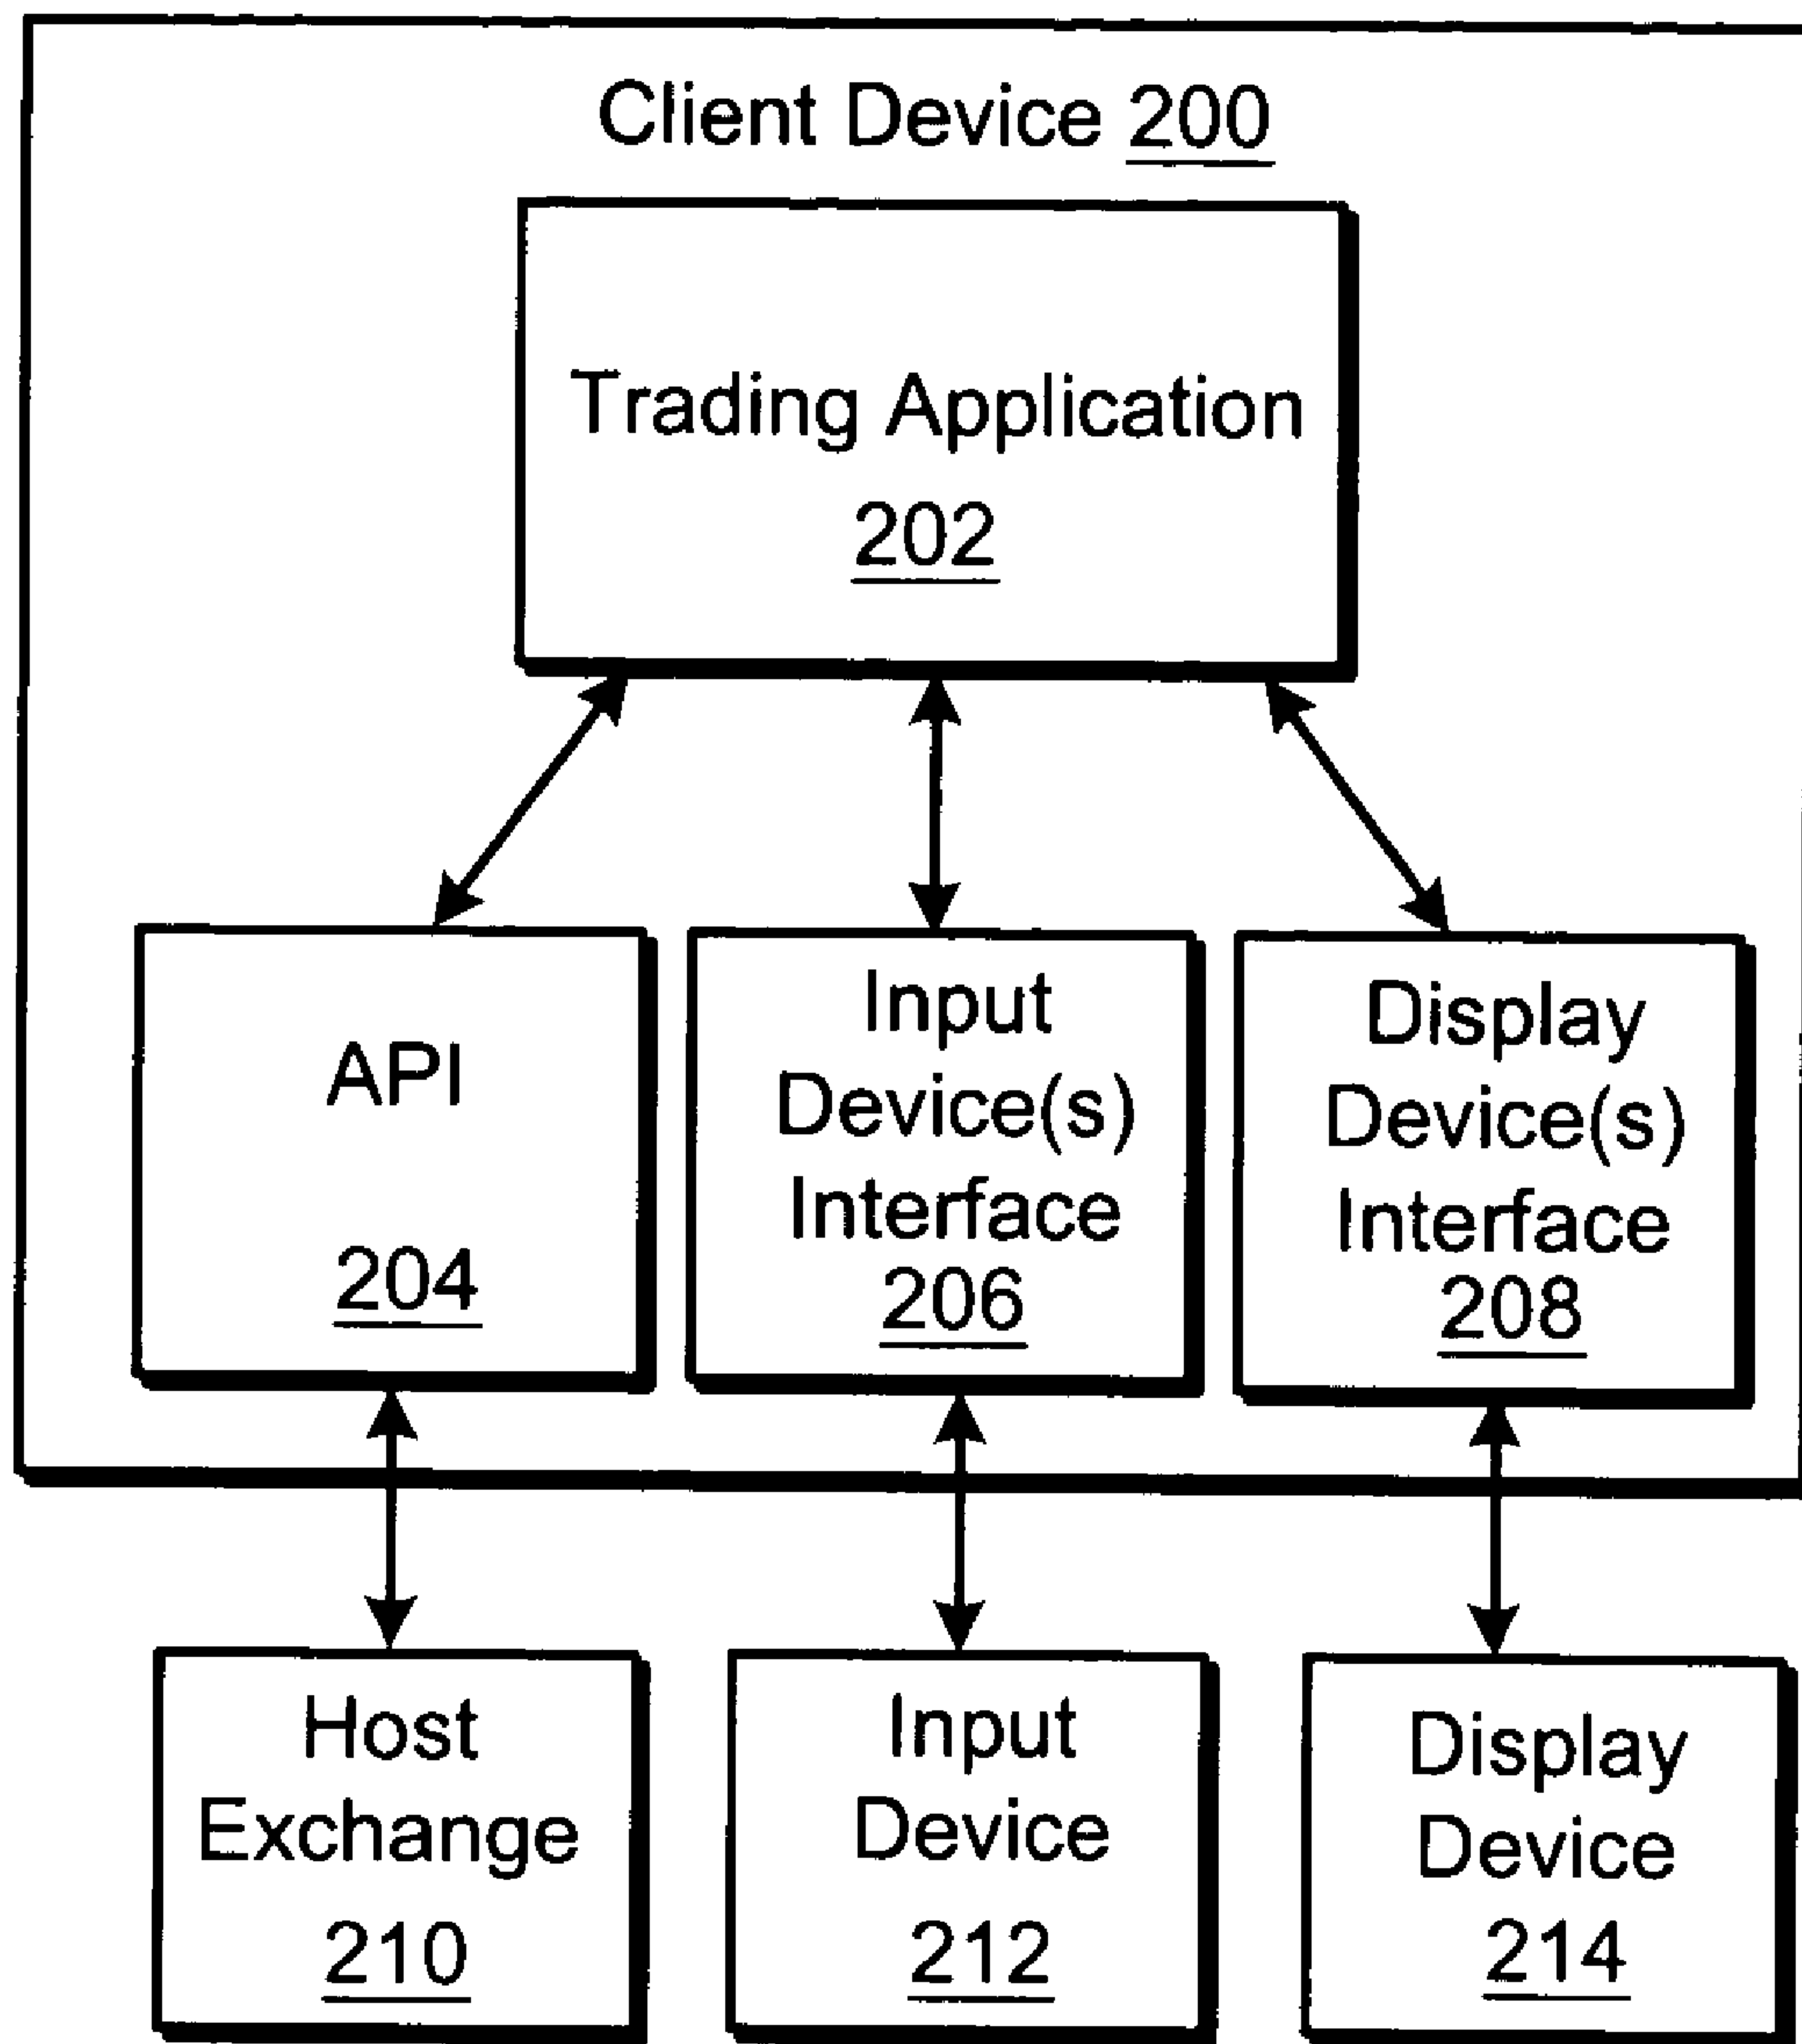 Client Device 200
Trading Application
202
API
204
Input
Device(s)
Interface
206
Display
Device(s)
Interface
208
Host
Exchange
210
Input
Device
212
Display
Device
214